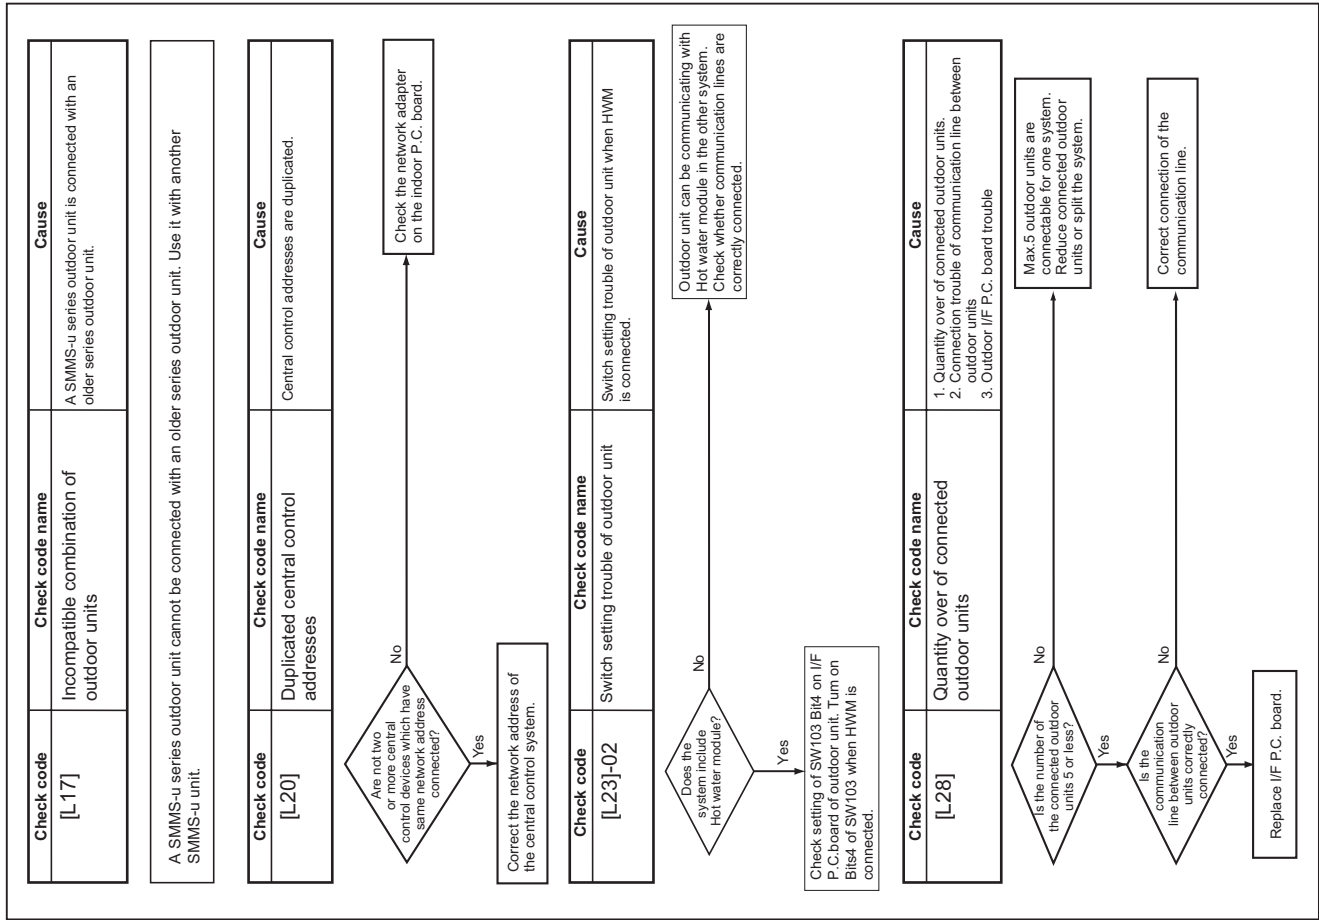 Check code
Check code name
Cause
[L17]
Incompatible combination of
outdoor units
A SMMS-u series outdoor unit is connected with an
older series outdoor unit.
A SMMS-u series outdoor unit cannot be connected with an older series outdoor unit. Use it with another
SMMS-u unit.
Check code
Check code name
Cause
[L20]
Duplicated central control
addresses
Central control addresses are duplicated.
Are not two
or more central
control devices which have
same network address
connected?
No
Check the network adapter
on the indoor P.C. board.
Yes
Correct the network address of
the central control system.
Check code
Check code name
Cause
[L23]-02
Switch setting trouble of outdoor unit
Switch setting trouble of outdoor unit when HWM
is connected.
Does the
system include
Hot water module?
No
Outdoor unit can be communicating with
Hot water module in the other system.
Check whether communication lines are
correctly connected.
Yes
Check setting of SW103 Bit4 on I/F
P.C.board of outdoor unit. Turn on
Bits4 of SW103 when HWM is
connected.
Check code
Check code name
Cause
[L28]
Quantity over of connected
outdoor units
1. Quantity over of connected outdoor units.
2. Connection trouble of communication line between
outdoor units
3. Outdoor I/F P.C. board trouble
Is the number of
the connected outdoor
units 5 or less?
No
Max.5 outdoor units are
connectable for one system.
Reduce connected outdoor
units or split the system.
Yes
Is the
communication
line between outdoor
units correctly
connected?
No
Correct connection of the
communication line.
Yes
Replace I/F P.C. board.